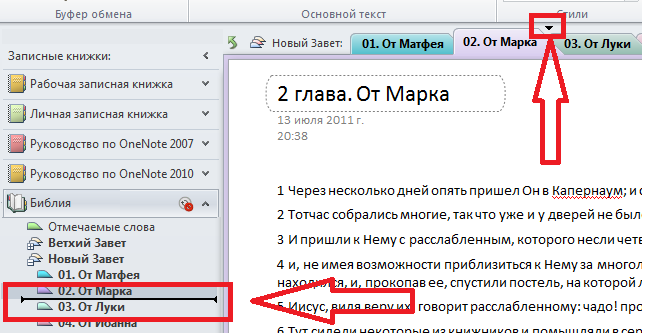 Буфер обмена
Основной текст
Стили
Записные книжки:
Новый Завет:
01. От Матфея
02. От Марка
03. От Луки
Рабочая записная книжка
Личная записная книжка
Руководство по OneNote 2007
Руководство по OneNote 2010
Библия
Отмечаемые слова
Ветхий Завет
Новый Завет
01. От Матфея
02. От Марка
03. От Луки
04. От Иоанна
2 глава. От Марка
13 июля 2011 г.
20:38
1 Через несколько дней опять пришел Он в Капернаум; и с
2 Тотчас собрались многие, так что уже и у дверей не был
3 И пришли к Нему с расслабленным, которого несли четв
4 и, не имея возможности приблизиться к Нему за многол
находился, и, прокопав ее, спустили постель, на которой л
5 Иисус, видя веру их, говорит расслабленному: чадо! про
6 Тут сидели некоторые из книжников и помышляли в сер